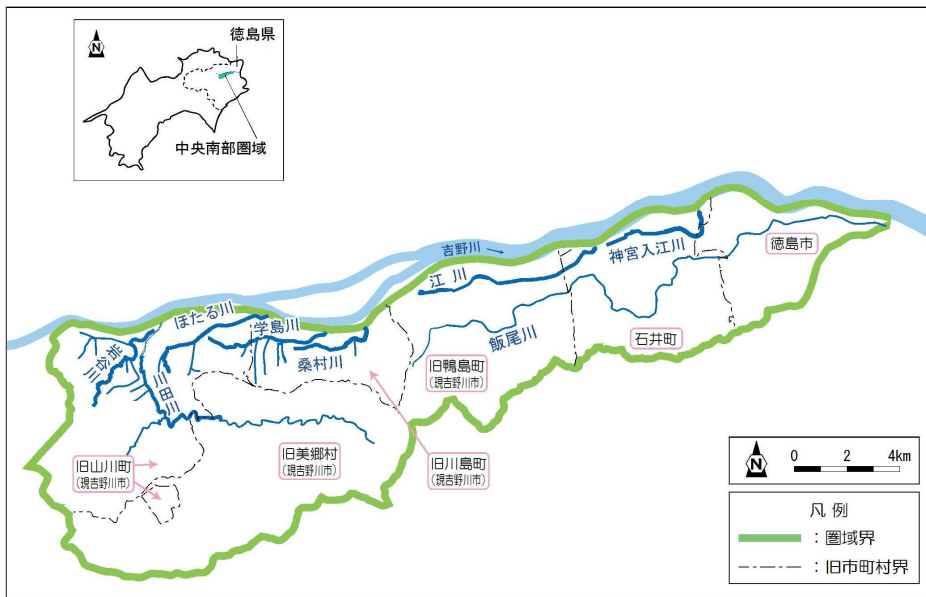 N
徳島県
中央南部圏域
吉野川
徳島市
神宮入江川
江川
ほたる川
学島川
飯尾川
石井町
岩谷川
桑村川
旧鴨島町
(現吉野川市)
川田川
旧美郷村
(現吉野川市)
旧川島町
(現吉野川市)
旧山川町
(現吉野川市)
N
0 2 4km
凡例
:圏域界
:旧市町村界